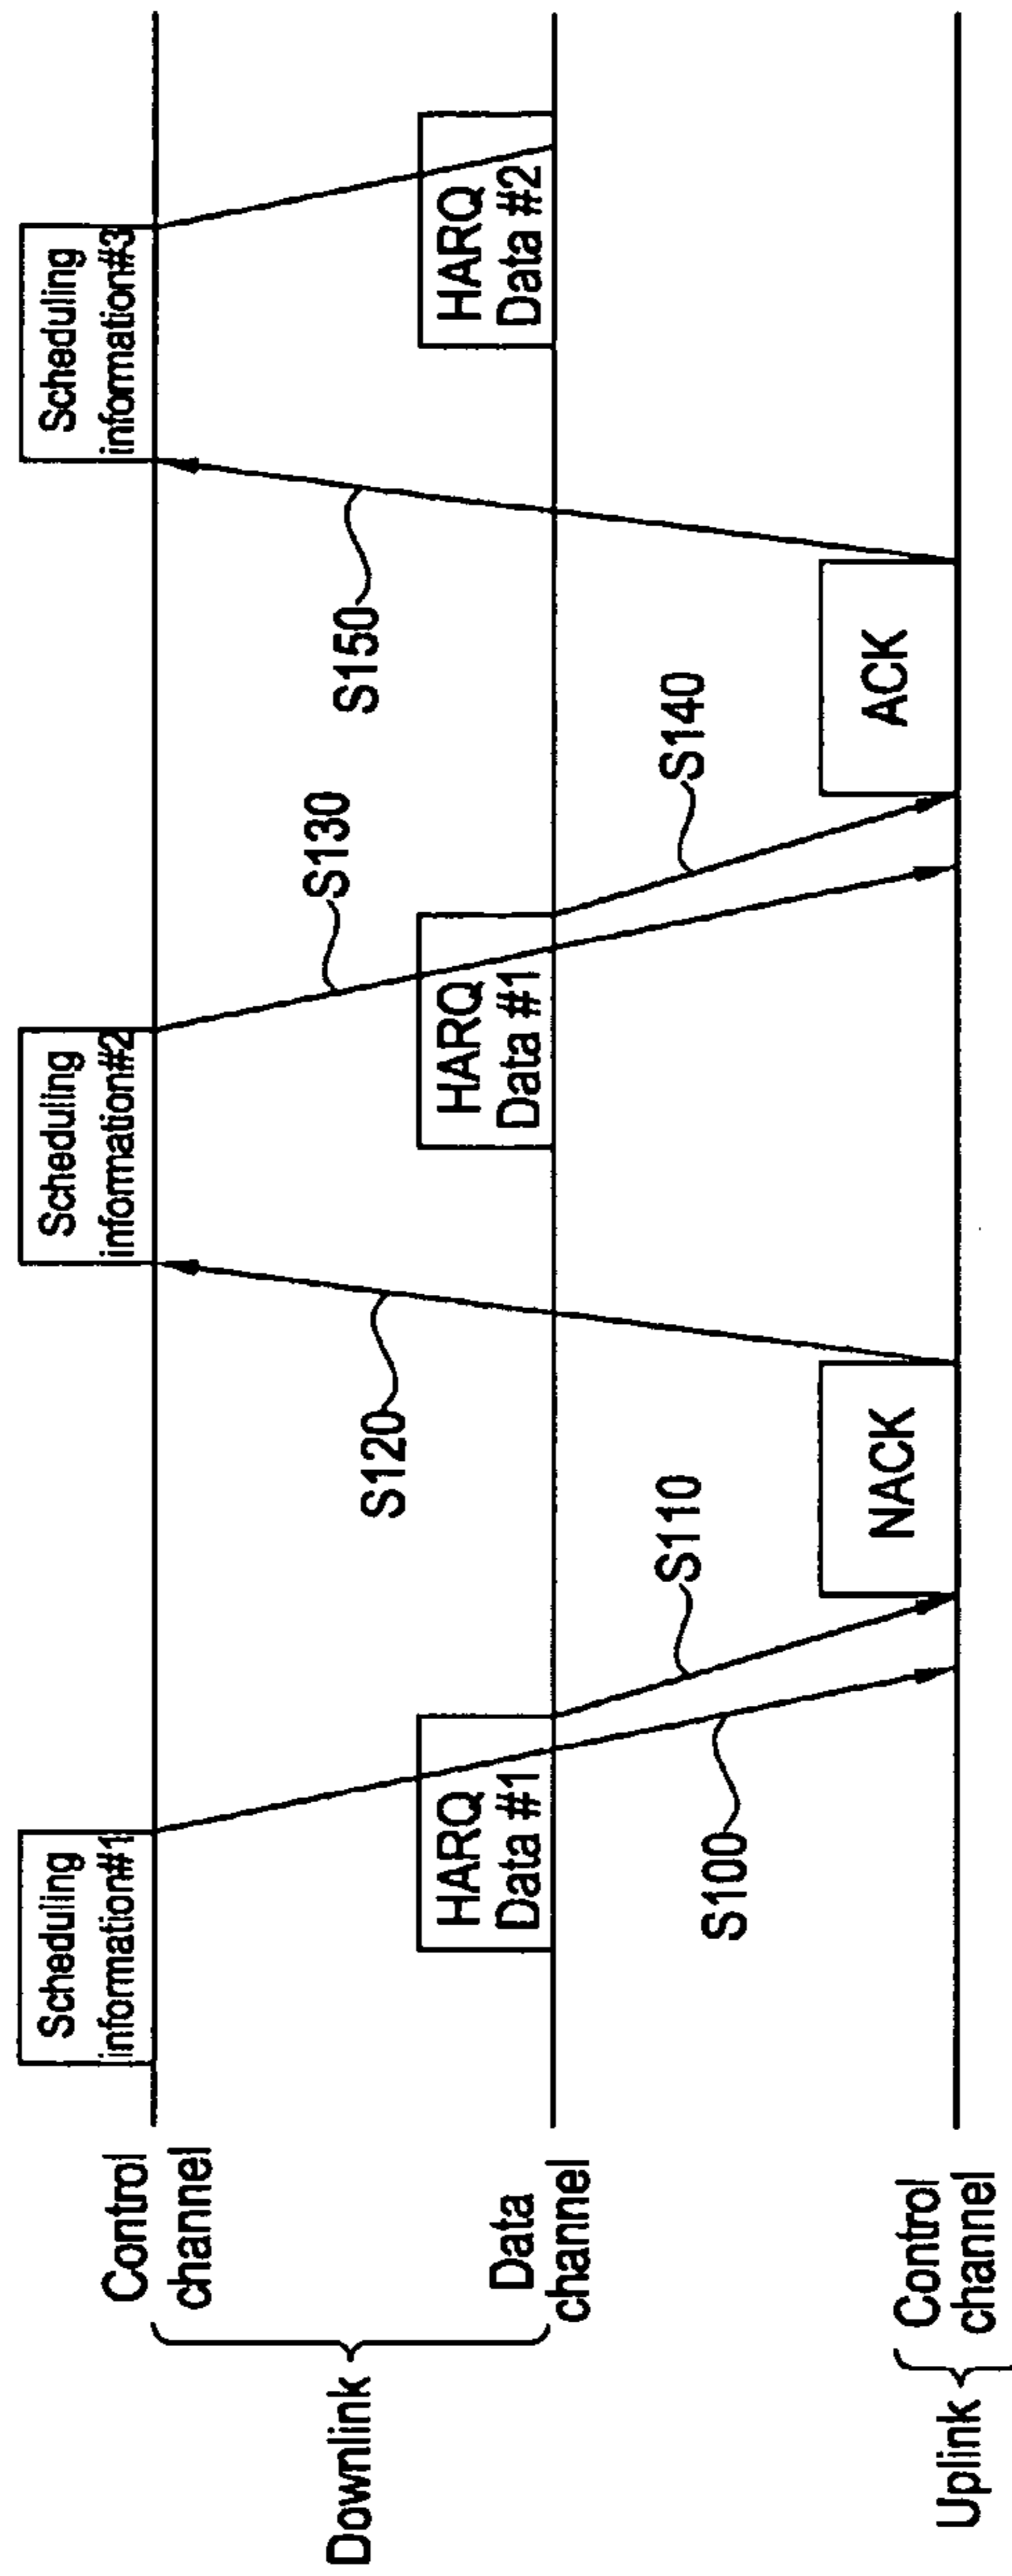 Downlink
Control
channel
Scheduling
information#1
Scheduling
information#2
Scheduling
information#3
S120
S130
S150
Data
channel
HARQ
Data #1
HARQ
Data #1
HARQ
Data #2
S100
S110
S140
Uplink
Control
channel
NACK
ACK